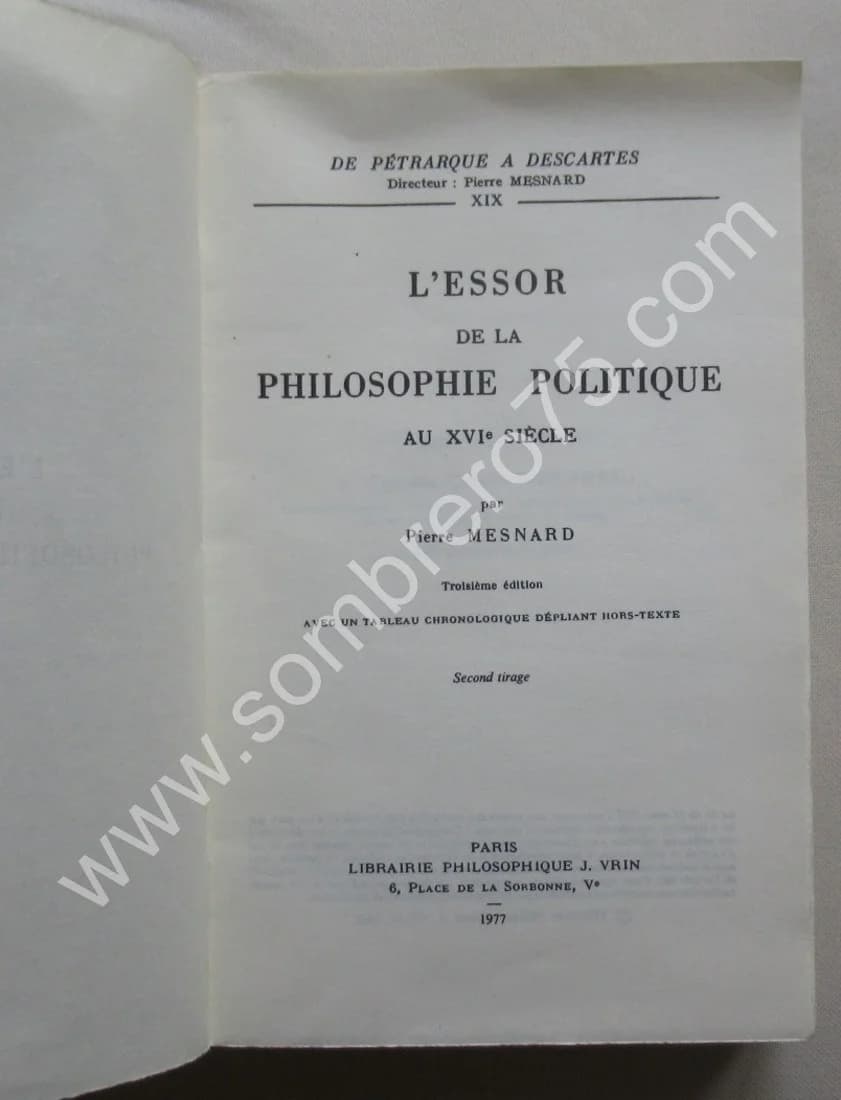 DE PÉTRARQUE A DESCARTES
Directeur : Pierre MESNARD
XIX
L'ESSOR
DE LA
PHILOSOPHIE POLITIQUE
AU XVIe SIÈCLE
par
Pierre MESNARD
Troisième édition
AVEC UN TABLEAU CHRONOLOGIQUE DÉPLIANT HORS-TEXTE
Second tirage
PARIS
LIBRAIRIE PHILOSOPHIQUE J. VRIN
6, PLACE DE LA SORBONNE, Ve
1977
www.sombrero75.com